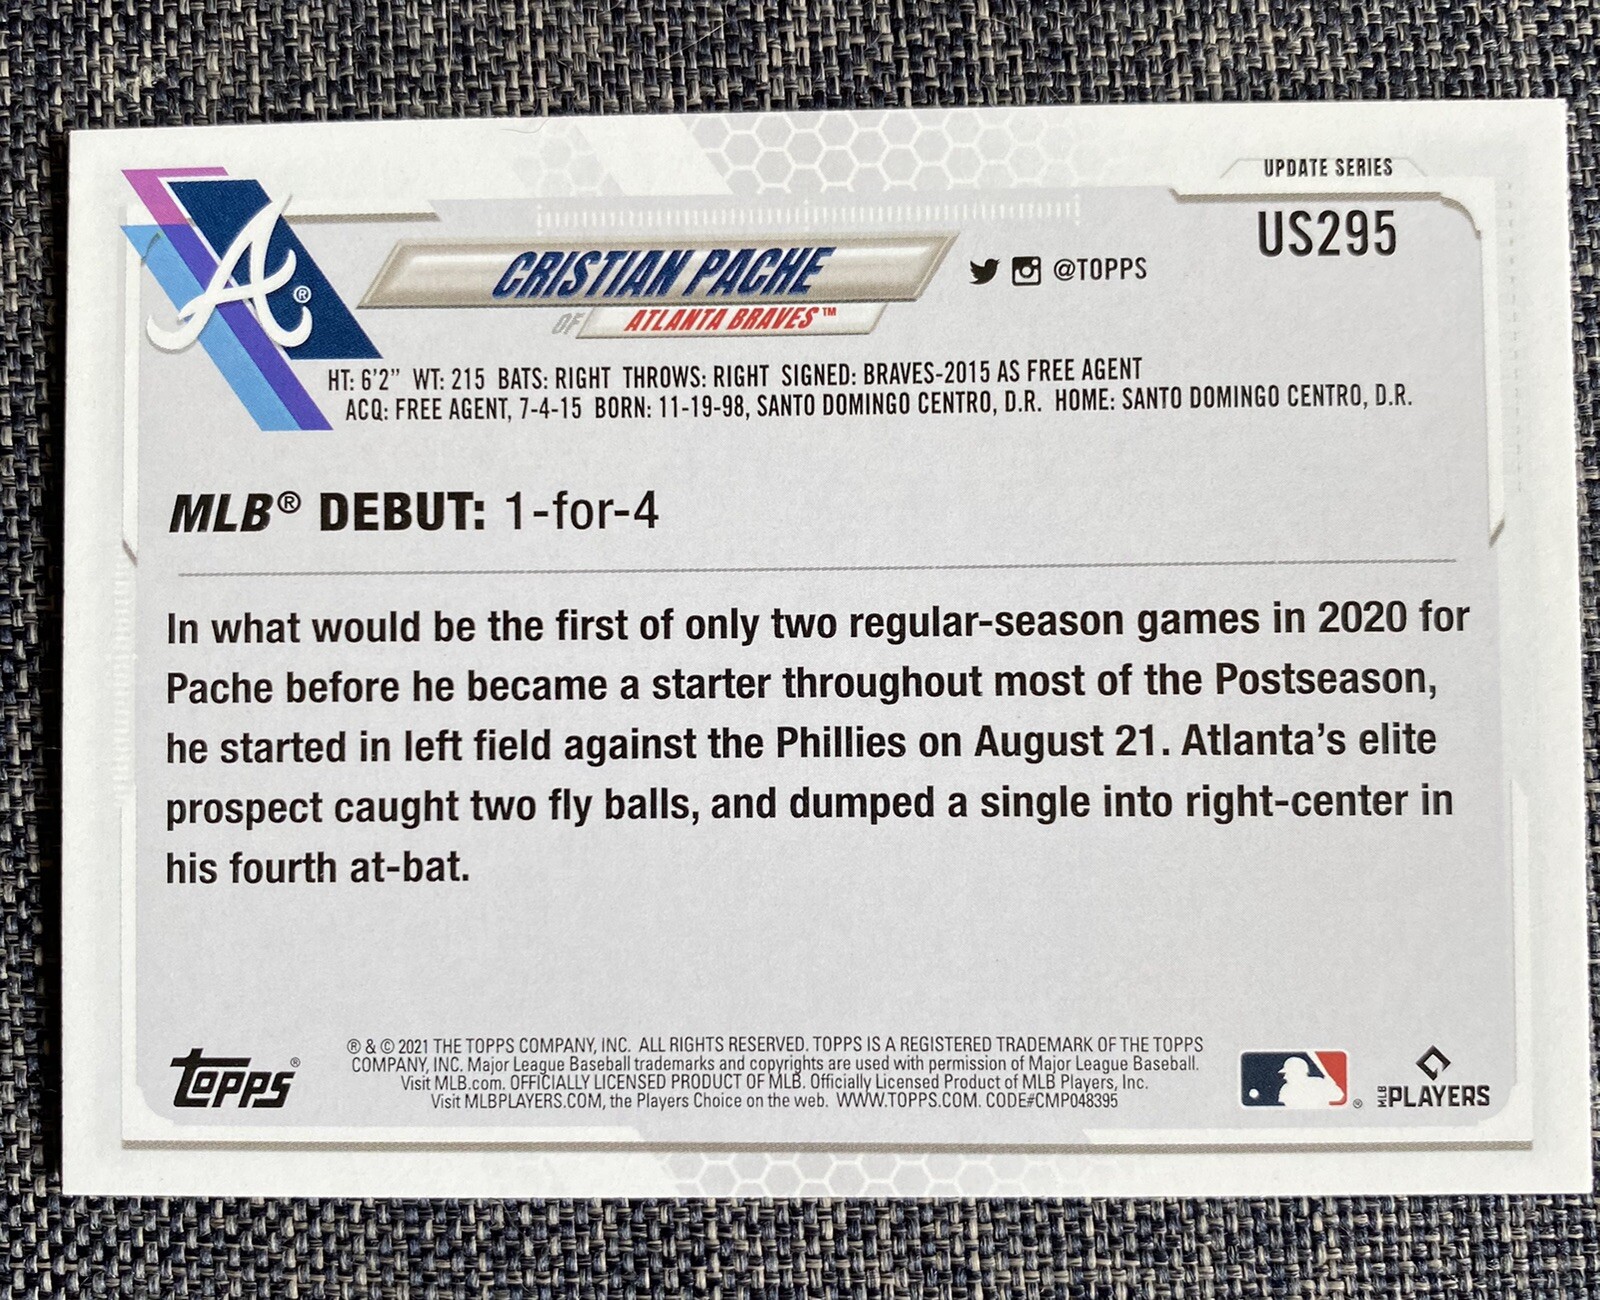 UPDATE SERIES
US295
A®
CRISTIAN PACHE
@TOPPS
OF ATLANTA BRAVES™
HT: 6'2" WT: 215 BATS: RIGHT THROWS: RIGHT SIGNED: BRAVES-2015 AS FREE AGENT
ACQ: FREE AGENT, 7-4-15 BORN: 11-19-98, SANTO DOMINGO CENTRO, D.R. HOME: SANTO DOMINGO CENTRO, D.R.
MLB® DEBUT: 1-for-4
In what would be the first of only two regular-season games in 2020 for
Pache before he became a starter throughout most of the Postseason,
he started in left field against the Phillies on August 21. Atlanta's elite
prospect caught two fly balls, and dumped a single into right-center in
his fourth at-bat.
Topps®
® & © 2021 THE TOPPS COMPANY, INC. ALL RIGHTS RESERVED. TOPPS IS A REGISTERED TRADEMARK OF THE TOPPS
COMPANY, INC. Major League Baseball trademarks and copyrights are used with permission of Major League Baseball.
Visit MLB.com. OFFICIALLY LICENSED PRODUCT OF MLB. Officially Licensed Product of MLB Players, Inc.
Visit MLBPLAYERS.COM, the Players Choice on the web. WWW.TOPPS.COM. CODE#CMP048395
®
MLB PLAYERS